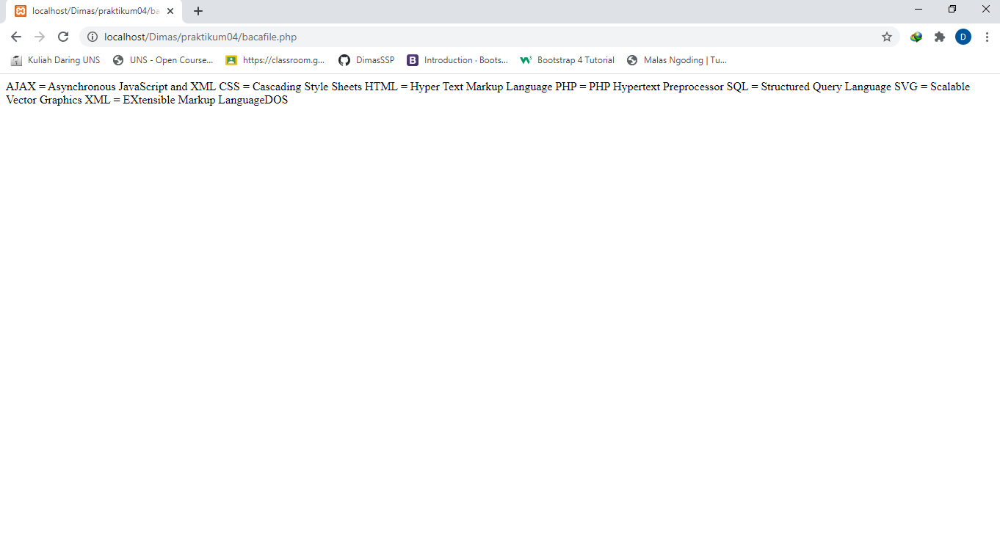 localhost/Dimas/praktikum04/ba
localhost/Dimas/praktikum04/bacafile.php
D
Kuliah Daring UNS
UNS - Open Course...
https://classroom.g...
DimasSSP
B
Introduction · Boots...
w3
Bootstrap 4 Tutorial
Malas Ngoding | Tu...
AJAX = Asynchronous JavaScript and XML CSS = Cascading Style Sheets HTML = Hyper Text Markup Language PHP = PHP Hypertext Preprocessor SQL = Structured Query Language SVG = Scalable
Vector Graphics XML = EXtensible Markup LanguageDOS